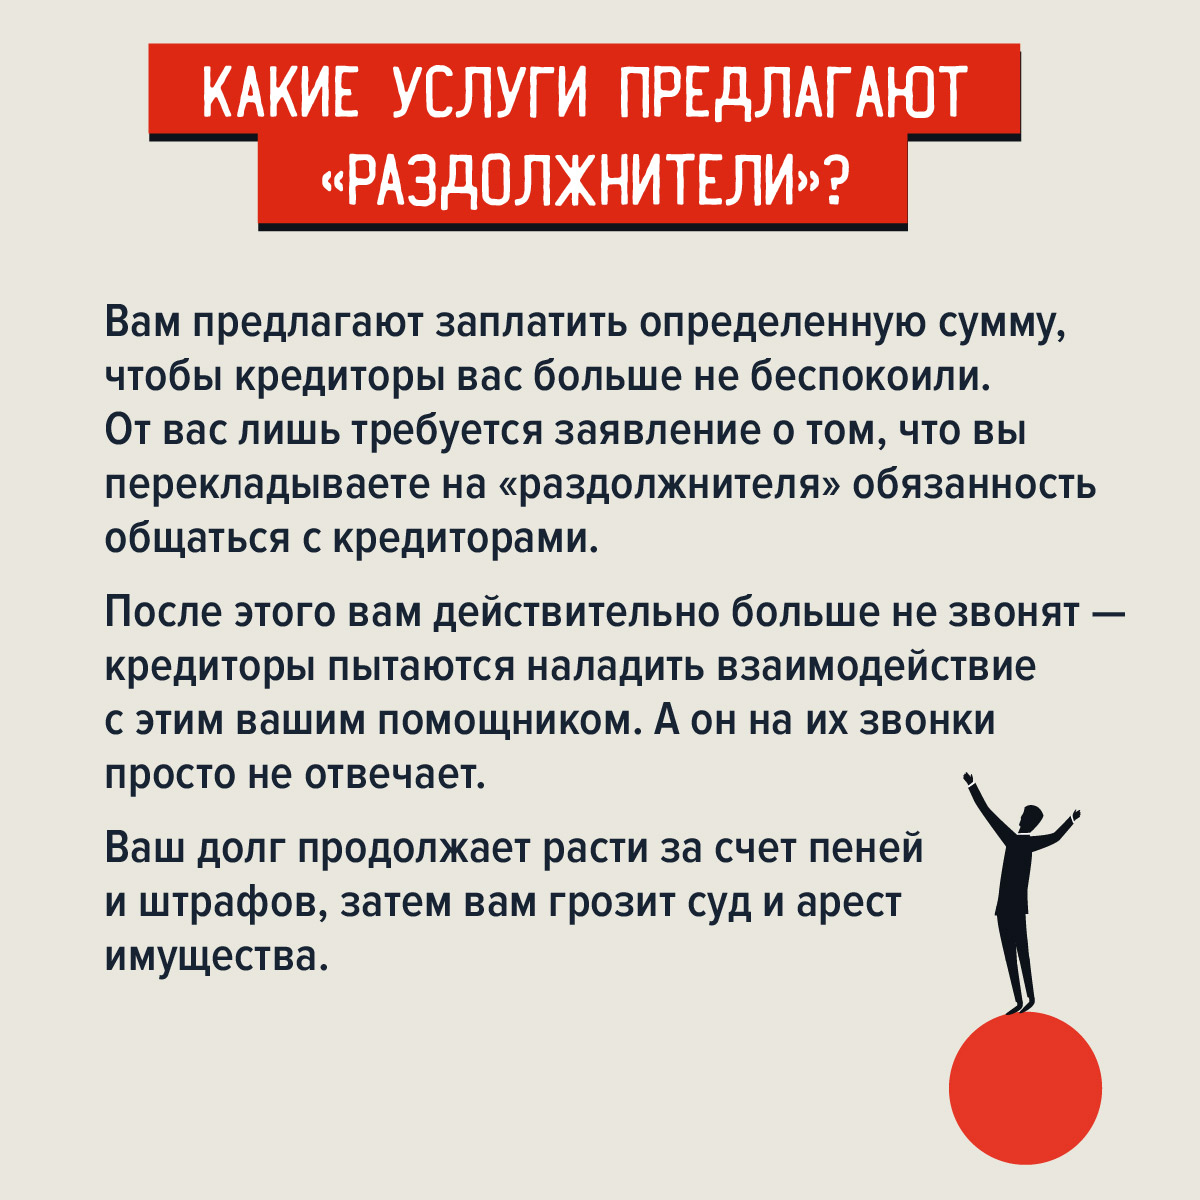 КАКИЕ УСЛУГИ ПРЕДЛАГАЮТ
«РАЗДОЛЖНИТЕЛИ»?
Вам предлагают заплатить определенную сумму,
чтобы кредиторы вас больше не беспокоили.
От вас лишь требуется заявление о том, что вы
перекладываете на «раздолжнителя» обязанность
общаться с кредиторами.
После этого вам действительно больше не звонят —
кредиторы пытаются наладить взаимодействие
с этим вашим помощником. А он на их звонки
просто не отвечает.
Ваш долг продолжает расти за счет пеней
и штрафов, затем вам грозит суд и арест
имущества.